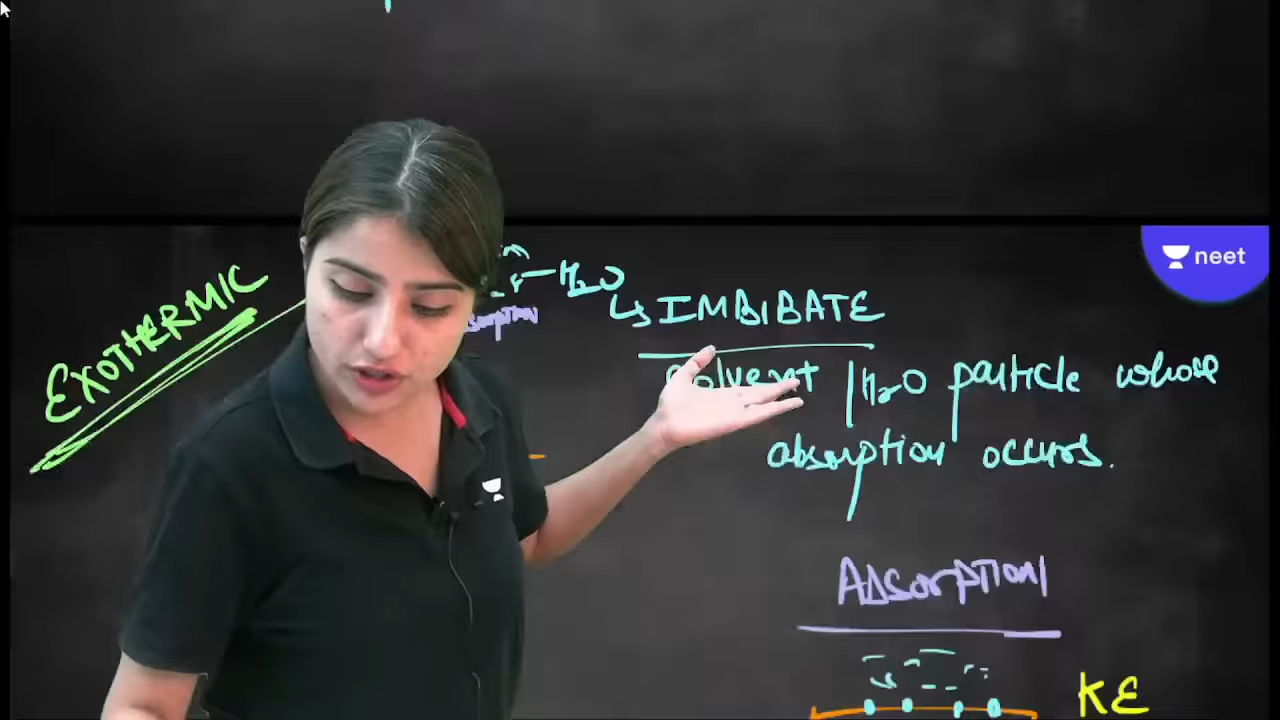 neet
EXOTHERMIC
H₂O
IMBIBATE
solvent / H₂O particle whose
absorption occurs.
ADSORPTION
KE